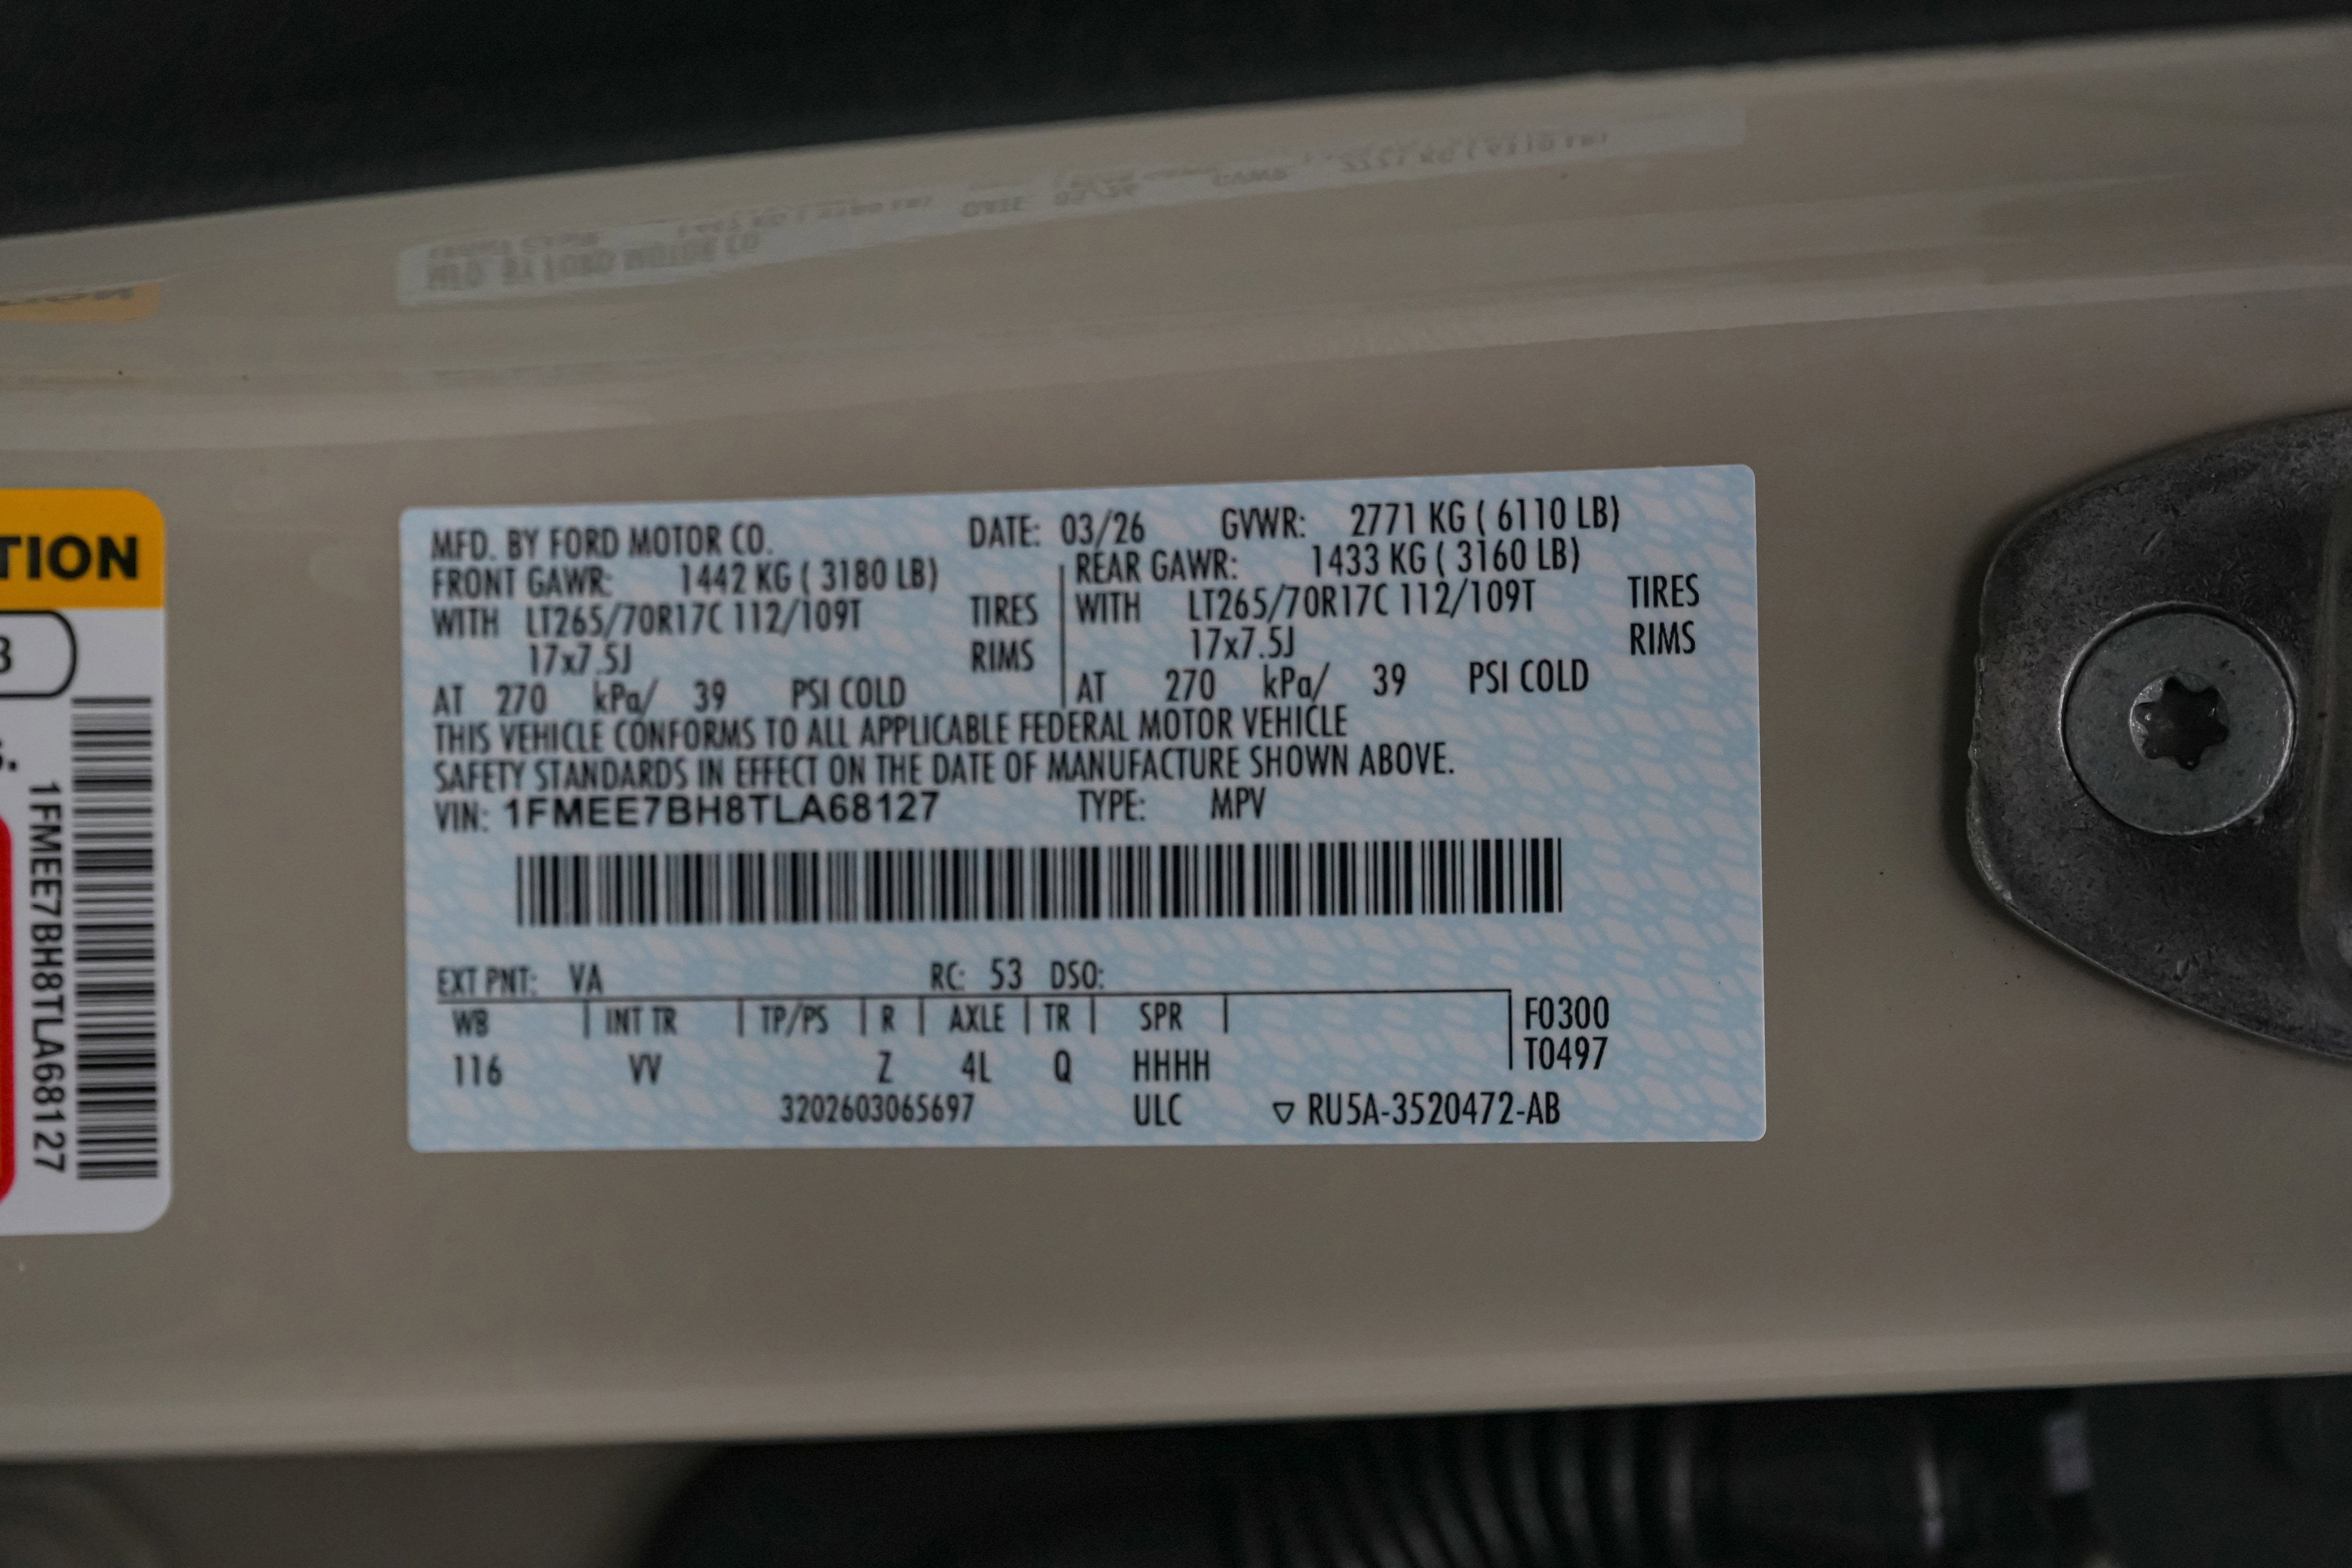 MFD. BY FORD MOTOR CO. DATE: 03/26 GVWR: 2771 KG ( 6110 LB)
FRONT GAWR: 1442 KG ( 3180 LB) REAR GAWR: 1433 KG ( 3160 LB)
WITH LT265/70R17C 112/109T TIRES WITH LT265/70R17C 112/109T TIRES
17x7.5J RIMS 17x7.5J RIMS
AT 270 kPa/ 39 PSI COLD AT 270 kPa/ 39 PSI COLD
THIS VEHICLE CONFORMS TO ALL APPLICABLE FEDERAL MOTOR VEHICLE
SAFETY STANDARDS IN EFFECT ON THE DATE OF MANUFACTURE SHOWN ABOVE.
VIN: 1FMEE7BH8TLA68127 TYPE: MPV
EXT PNT: VA RC: 53 DSO:
WB INT TR TP/PS R AXLE TR SPR F0300
T0497
116 VV Z 4L Q HHHH
3202603065697 ULC ▽ RU5A-3520472-AB
TION
3
1FMEE7BH8TLA68127